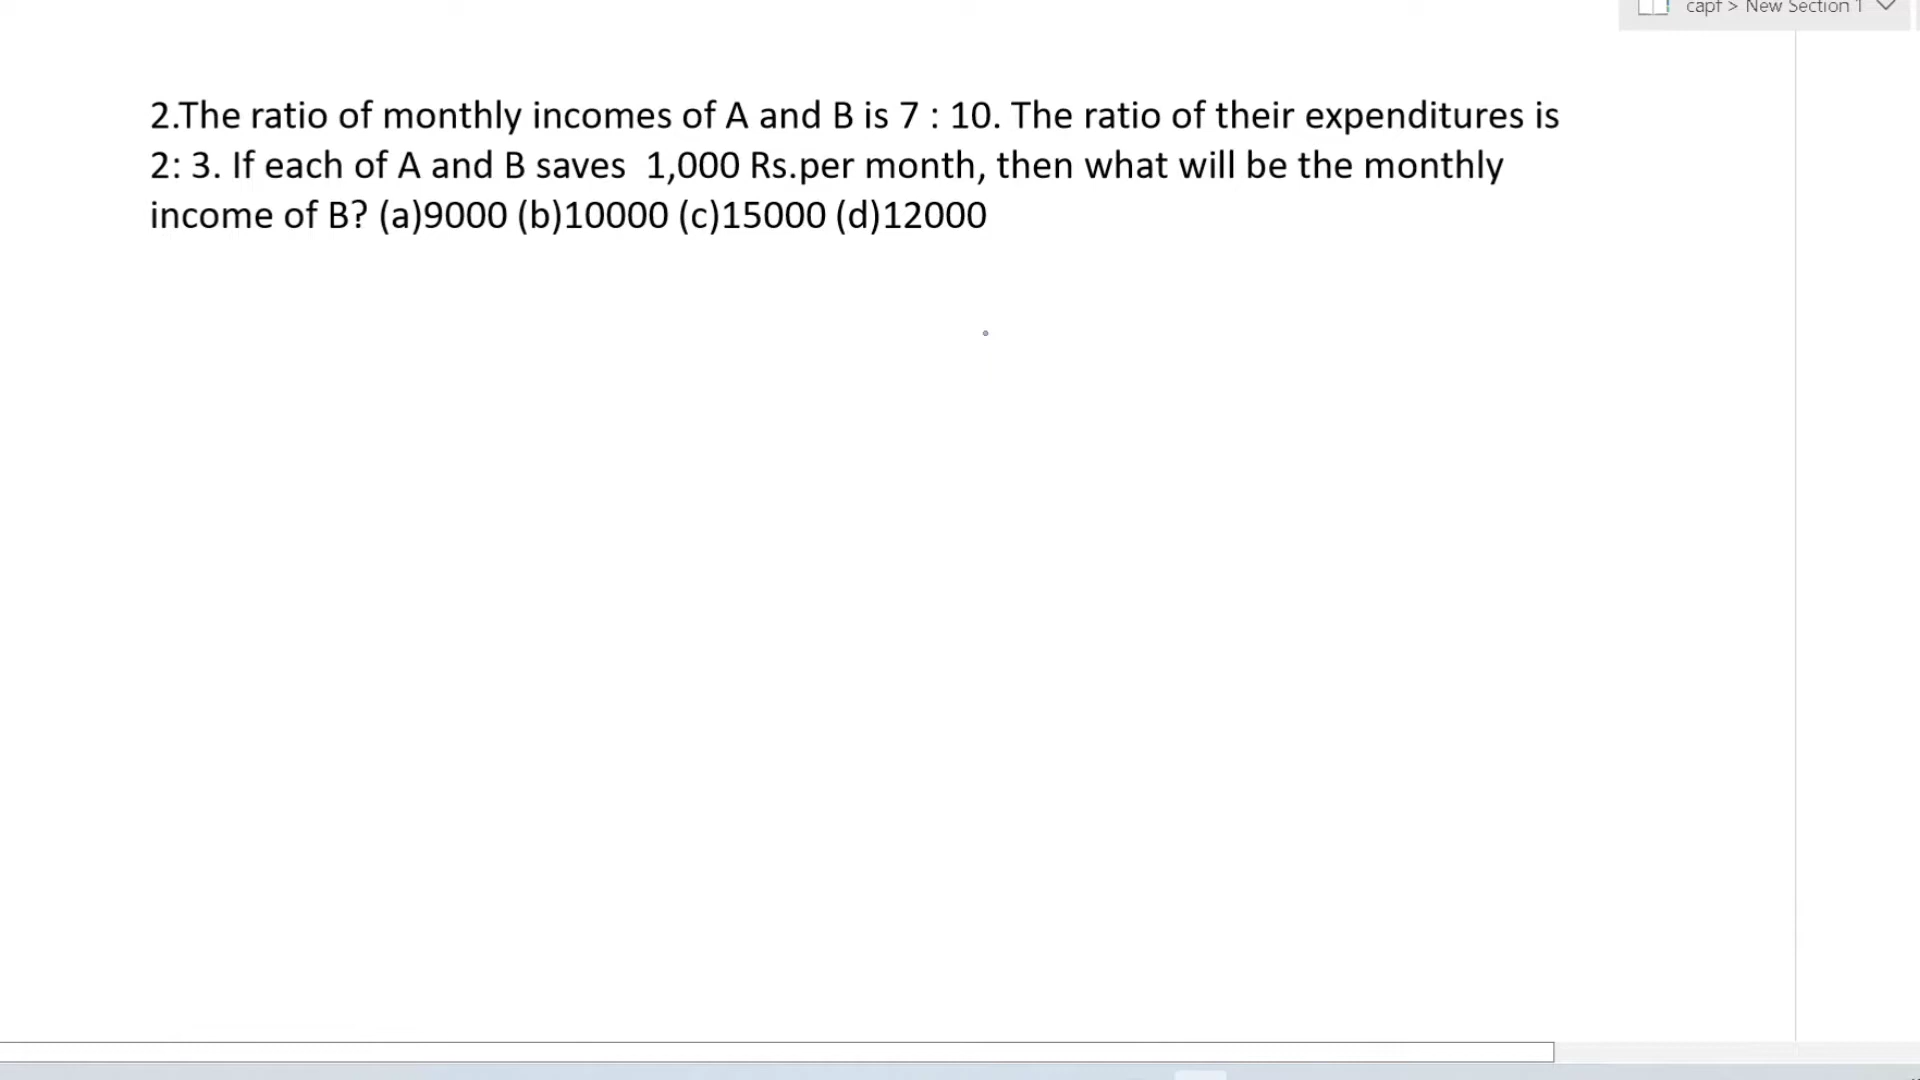 capf > New Section 1
2.The ratio of monthly incomes of A and B is 7 : 10. The ratio of their expenditures is
2: 3. If each of A and B saves  1,000 Rs.per month, then what will be the monthly
income of B? (a)9000 (b)10000 (c)15000 (d)12000